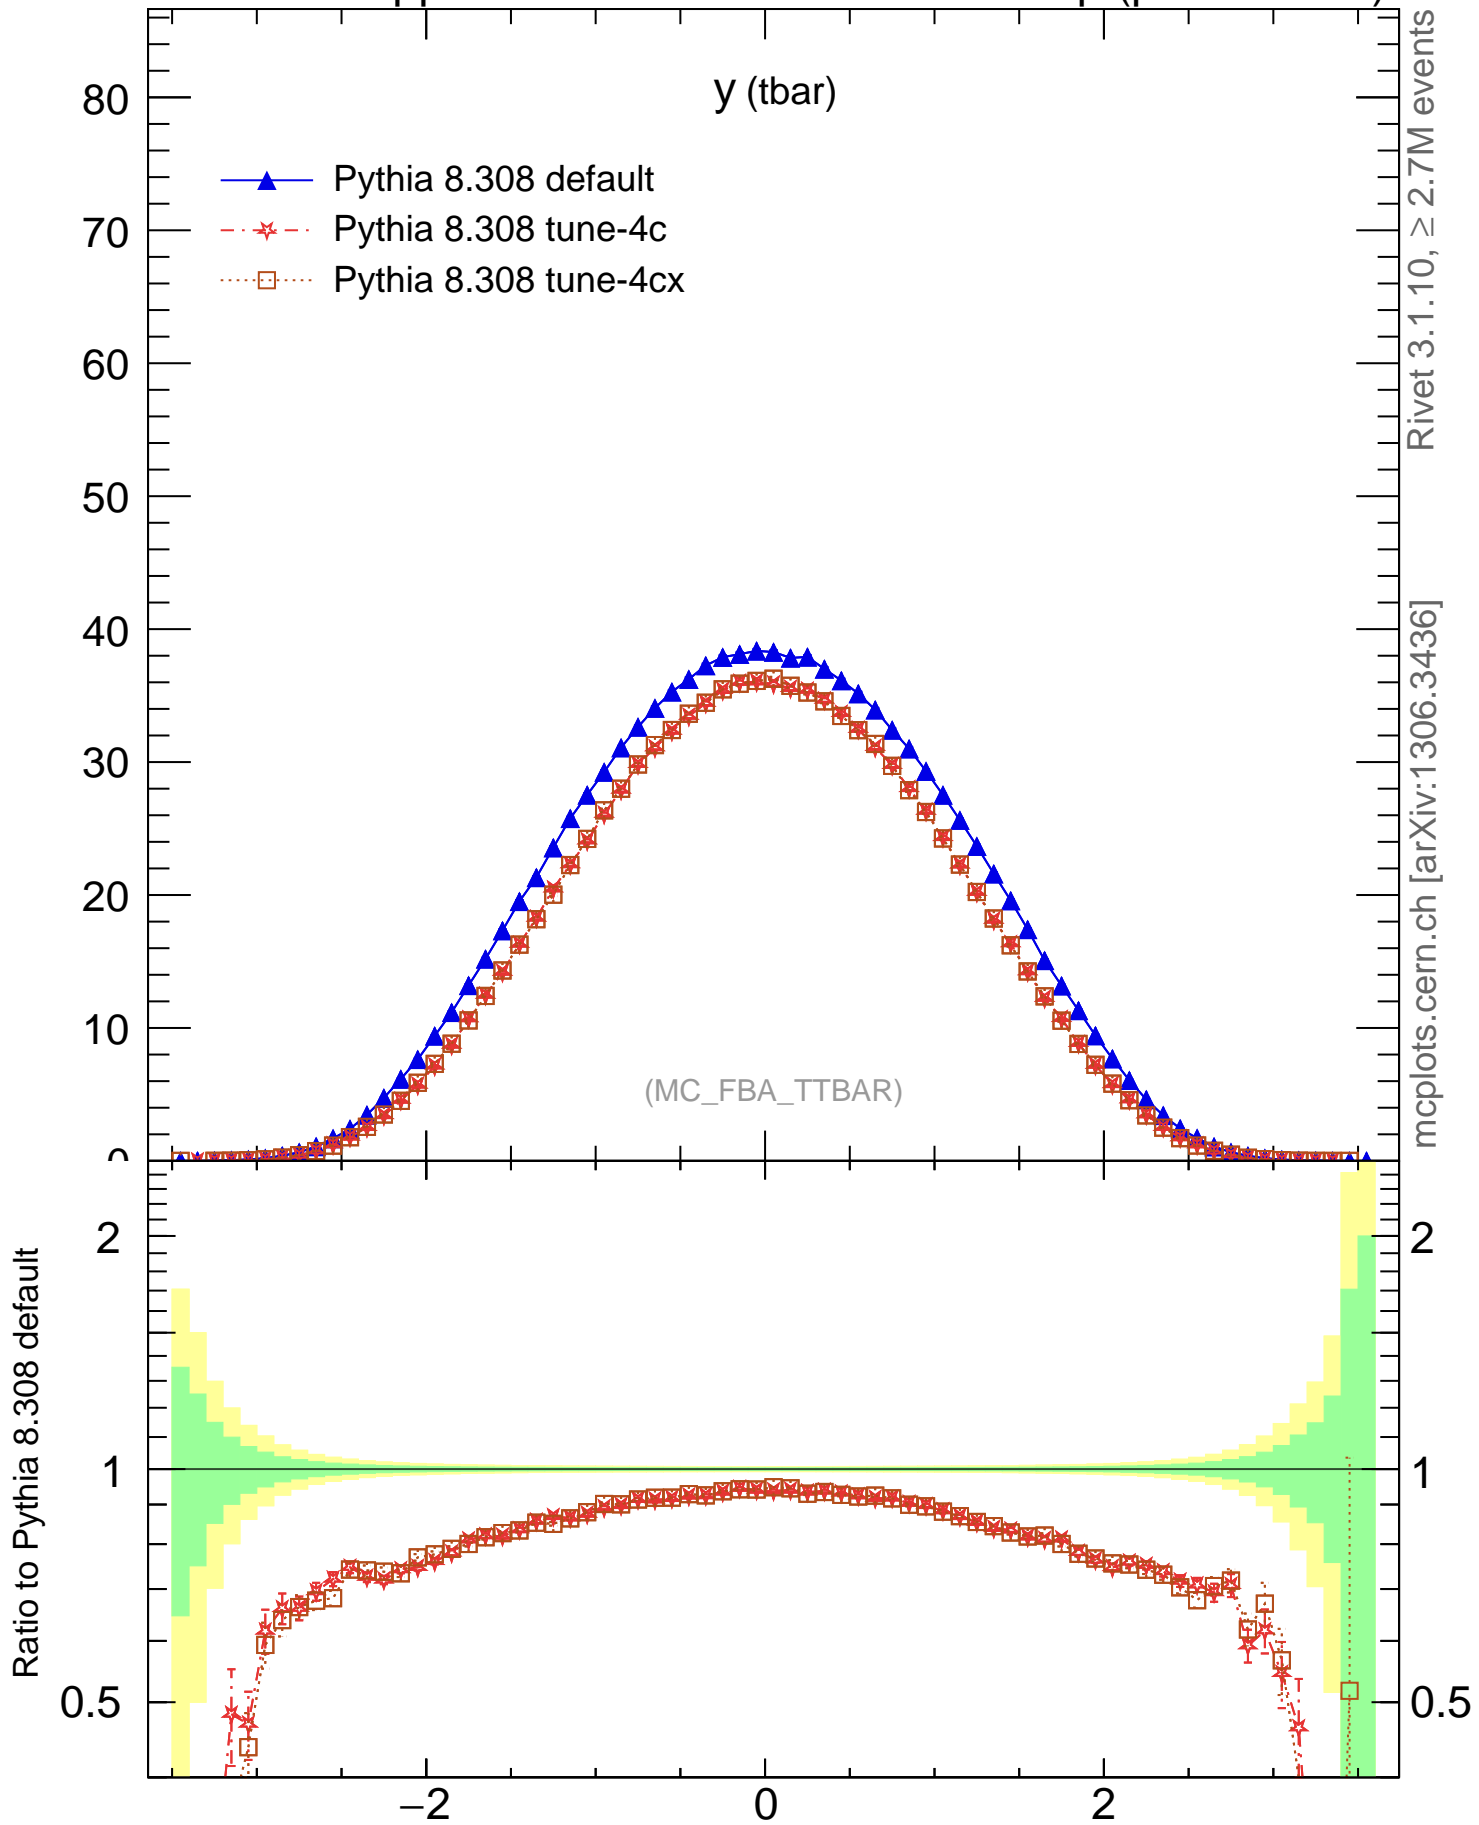 y (tbar)
Pythia 8.308 default
Pythia 8.308 tune-4c
Pythia 8.308 tune-4cx
80
70
60
50
40
30
20
10
0
(MC_FBA_TTBAR)
Rivet 3.1.10, ≥ 2.7M events
mcplots.cern.ch [arXiv:1306.3436]
Ratio to Pythia 8.308 default
2
1
0.5
2
1
0.5
−2
0
2